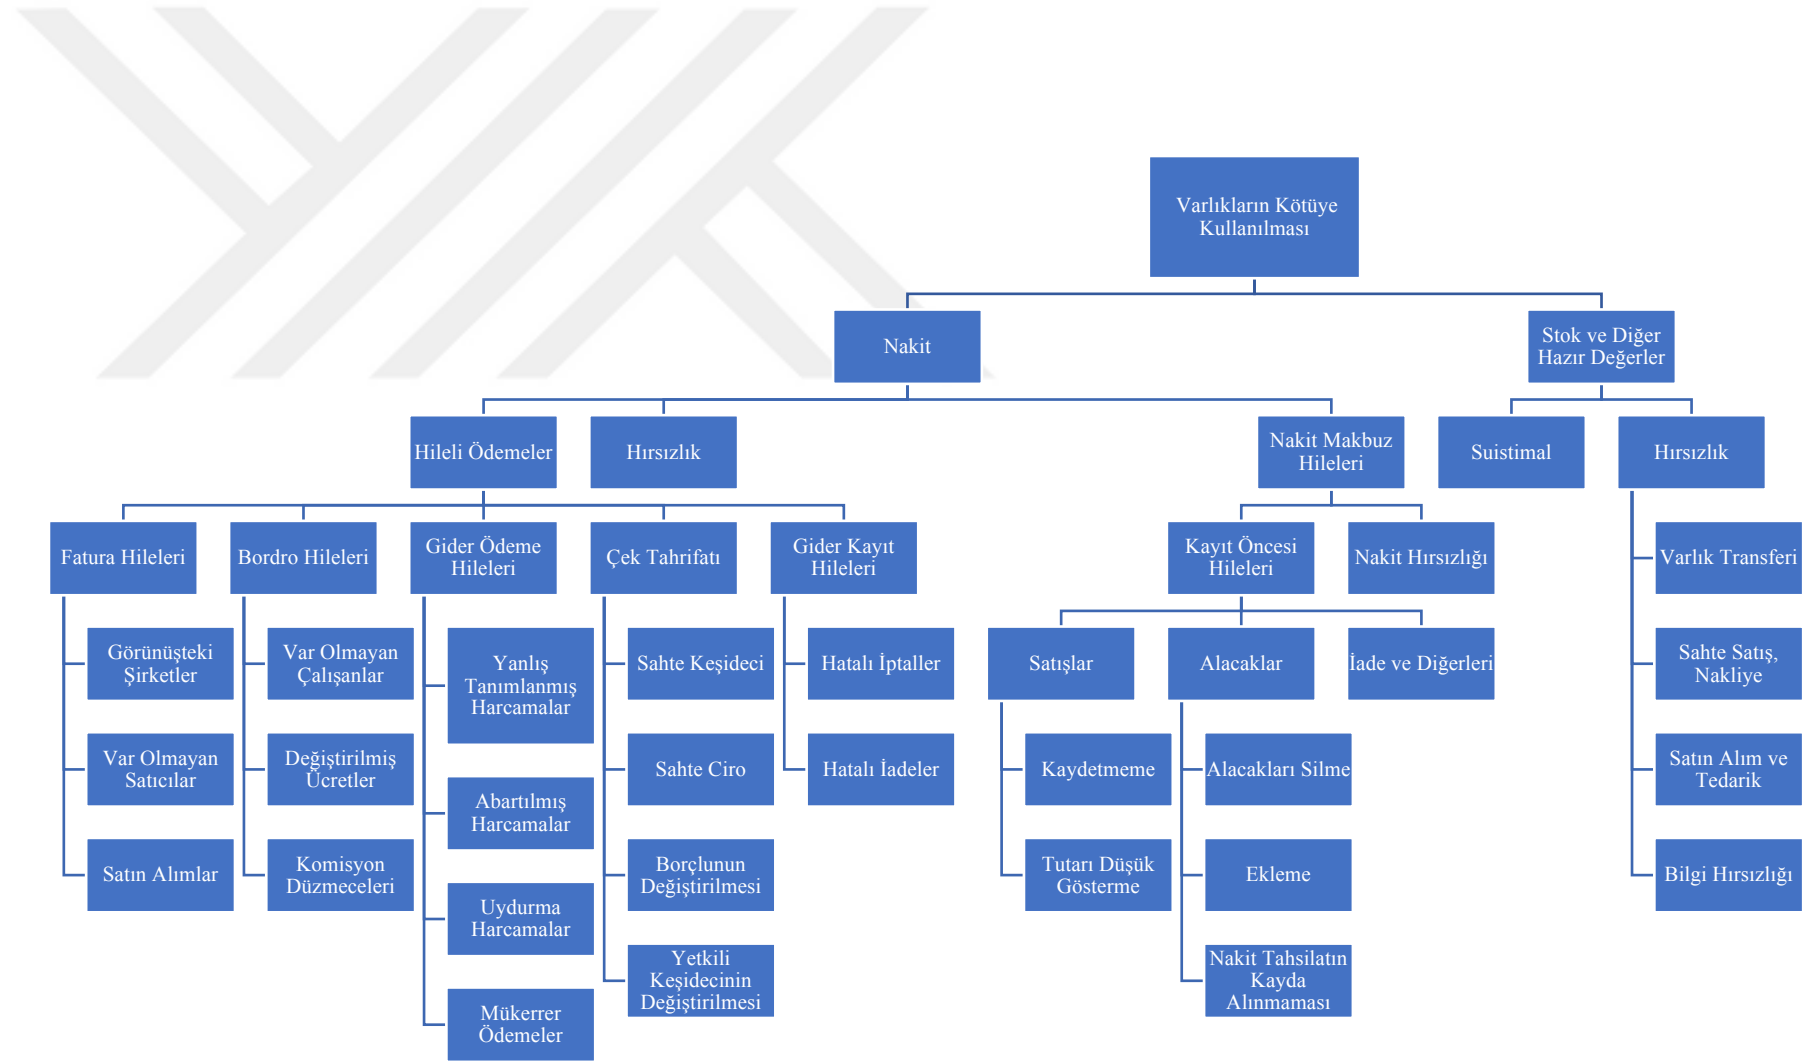 Varlıkların Kötüye
Kullanılması
Nakit
Stok ve Diğer
Hazır Değerler
Hileli Ödemeler
Hırsızlık
Nakit Makbuz
Hileleri
Suistimal
Hırsızlık
Fatura Hileleri
Bordro Hileleri
Gider Ödeme
Hileleri
Çek Tahrifatı
Gider Kayıt
Hileleri
Kayıt Öncesi
Hileleri
Nakit Hırsızlığı
Varlık Transferi
Görünüşteki
Şirketler
Var Olmayan
Çalışanlar
Yanlış
Tanımlanmış
Harcamalar
Sahte Keşideci
Hatalı İptaller
Satışlar
Alacaklar
İade ve Diğerleri
Sahte Satış,
Nakliye
Var Olmayan
Satıcılar
Değiştirilmiş
Ücretler
Abartılmış
Harcamalar
Sahte Ciro
Hatalı İadeler
Kaydetmeme
Alacakları Silme
Satın Alım ve
Tedarik
Satın Alımlar
Komisyon
Düzmeceleri
Uydurma
Harcamalar
Borçlunun
Değiştirilmesi
Tutarı Düşük
Gösterme
Ekleme
Bilgi Hırsızlığı
Mükerrer
Ödemeler
Yetkili
Keşidecinin
Değiştirilmesi
Nakit Tahsilatın
Kayda
Alınmaması